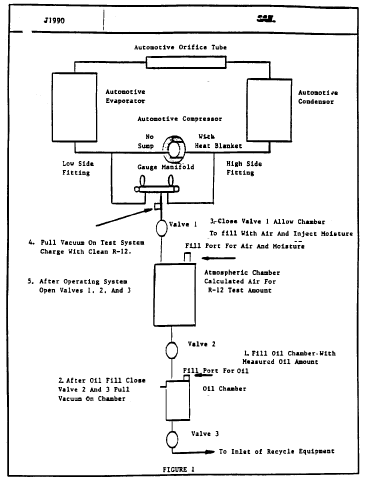 J1990
SAE
Automotive Orifice Tube
Automotive
Evaporator
Automotive
Condensor
Automotive Compressor
No
Sump
With
Heat Blanket
Low Side
Fitting
Gauge Manifold
High Side
Fitting
Valve 1
3. Close Valve 1 Allow Chamber
To fill With Air And Inject Moisture
4. Full Vacuum On Test System
Charge With Clean R-12.
Fill Port For Air And Moisture
5. After Operating System
Open Valves 1, 2, And 3
Atmospheric Chamber
Calculated Air For
R-12 Test Amount
Valve 2
1. Fill Oil Chamber With
Measured Oil Amount
Fill Port For Oil
2. After Oil Fill Close
Valve 2 And 3 Full
Vacuum On Chamber
Oil Chamber
Valve 3
To Inlet of Recycle Equipment
FIGURE 1